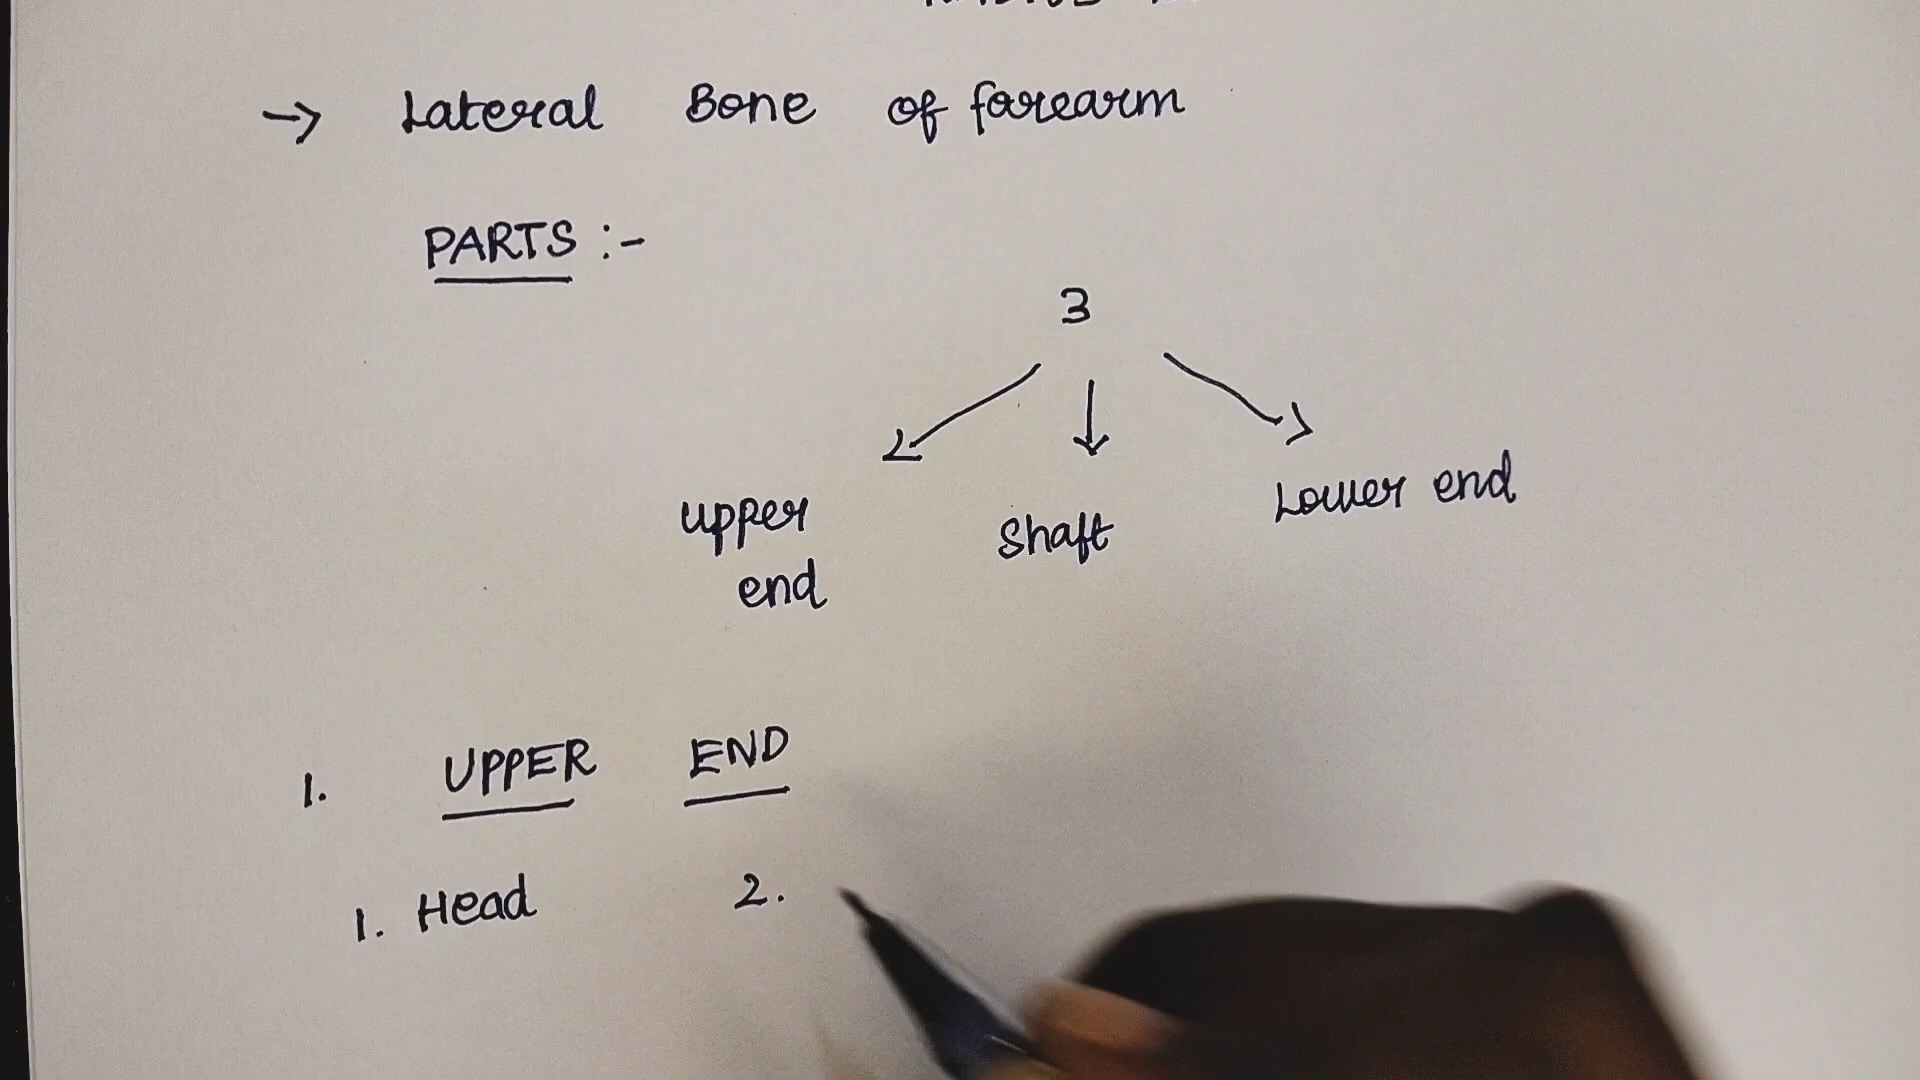 → Lateral Bone of forearm
PARTS :-
3
upper end
Shaft
Lower end
1. UPPER END
1. Head 2.